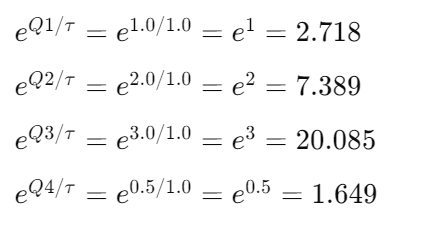 e^{Q1/τ} = e^{1.0/1.0} = e^1 = 2.718
e^{Q2/τ} = e^{2.0/1.0} = e^2 = 7.389
e^{Q3/τ} = e^{3.0/1.0} = e^3 = 20.085
e^{Q4/τ} = e^{0.5/1.0} = e^{0.5} = 1.649